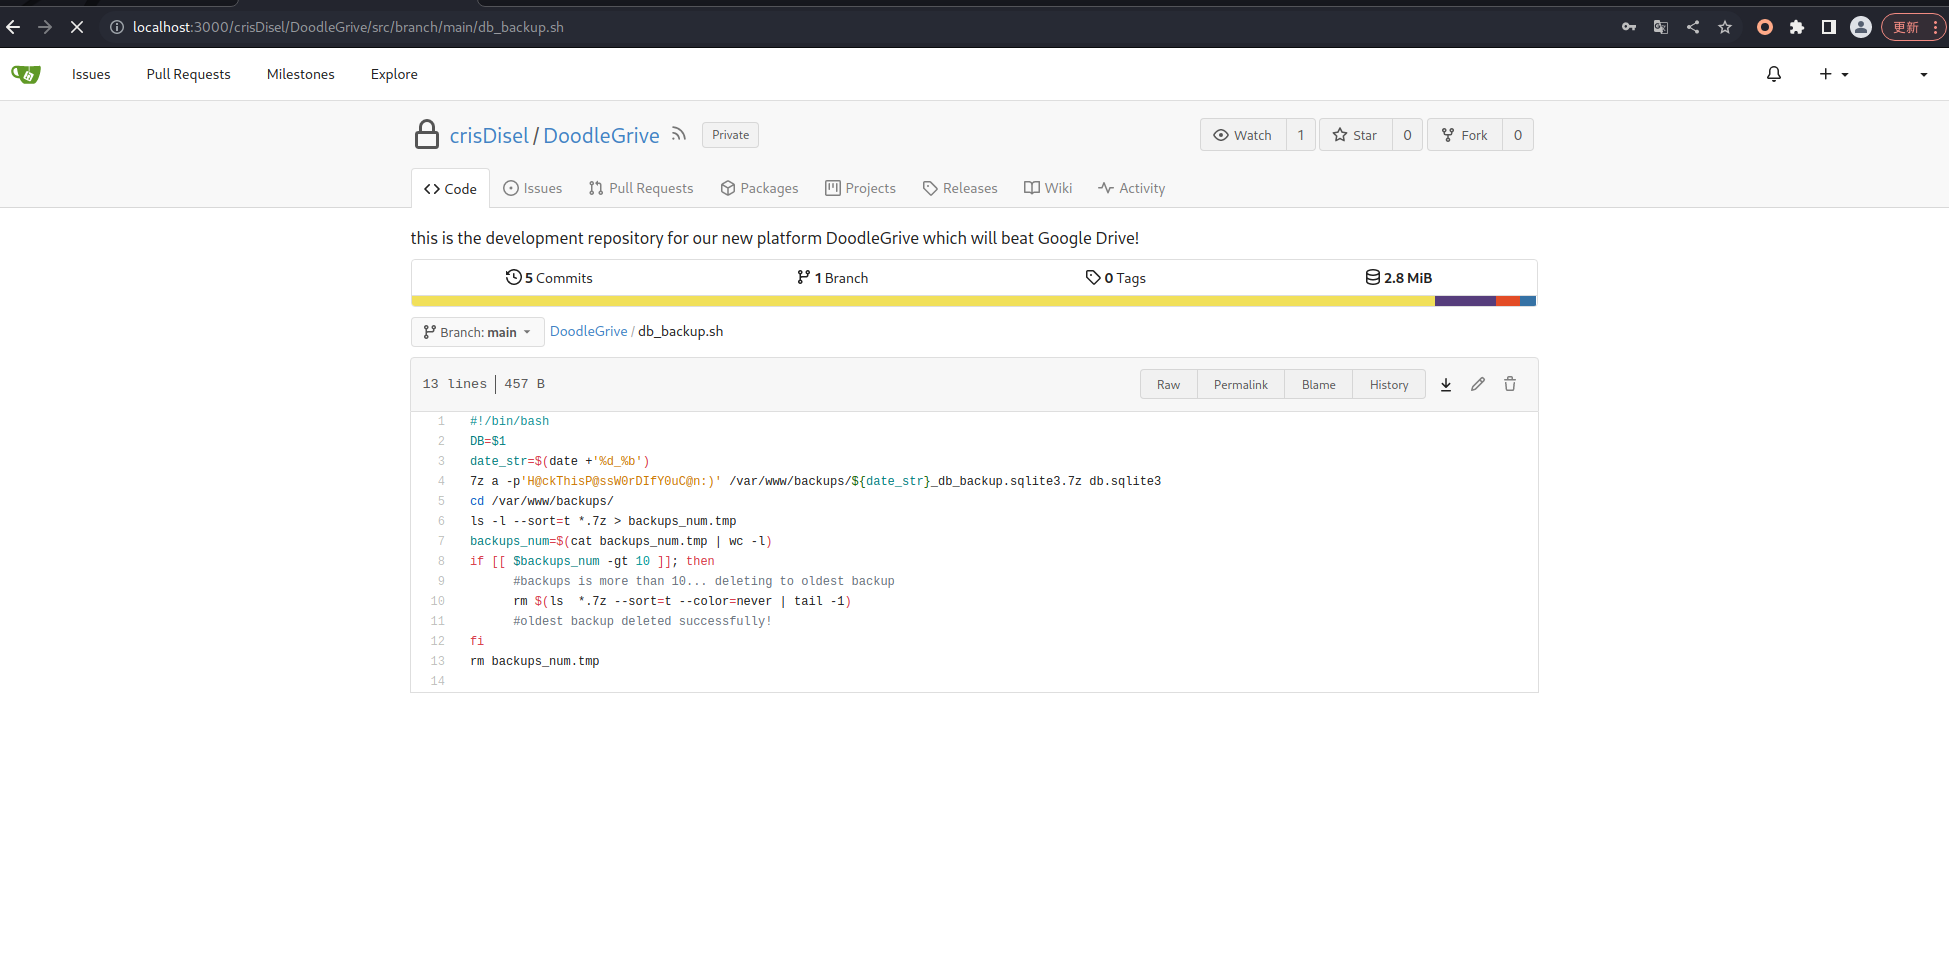 localhost:3000/crisDisel/DoodleGrive/src/branch/main/db_backup.sh
更新
Issues Pull Requests Milestones Explore
crisDisel / DoodleGrive Private
Watch 1 Star 0 Fork 0
Code Issues Pull Requests Packages Projects Releases Wiki Activity
this is the development repository for our new platform DoodleGrive which will beat Google Drive!
5 Commits 1 Branch 0 Tags 2.8 MiB
Branch: main DoodleGrive / db_backup.sh
13 lines 457 B Raw Permalink Blame History
1 #!/bin/bash
2 DB=$1
3 date_str=$(date +'%d_%b')
4 7z a -p'H@ckThisP@ssW0rDIfY0uC@n:)' /var/www/backups/${date_str}_db_backup.sqlite3.7z db.sqlite3
5 cd /var/www/backups/
6 ls -l --sort=t *.7z > backups_num.tmp
7 backups_num=$(cat backups_num.tmp | wc -l)
8 if [[ $backups_num -gt 10 ]]; then
9       #backups is more than 10... deleting to oldest backup
10       rm $(ls  *.7z --sort=t --color=never | tail -1)
11       #oldest backup deleted successfully!
12 fi
13 rm backups_num.tmp
14